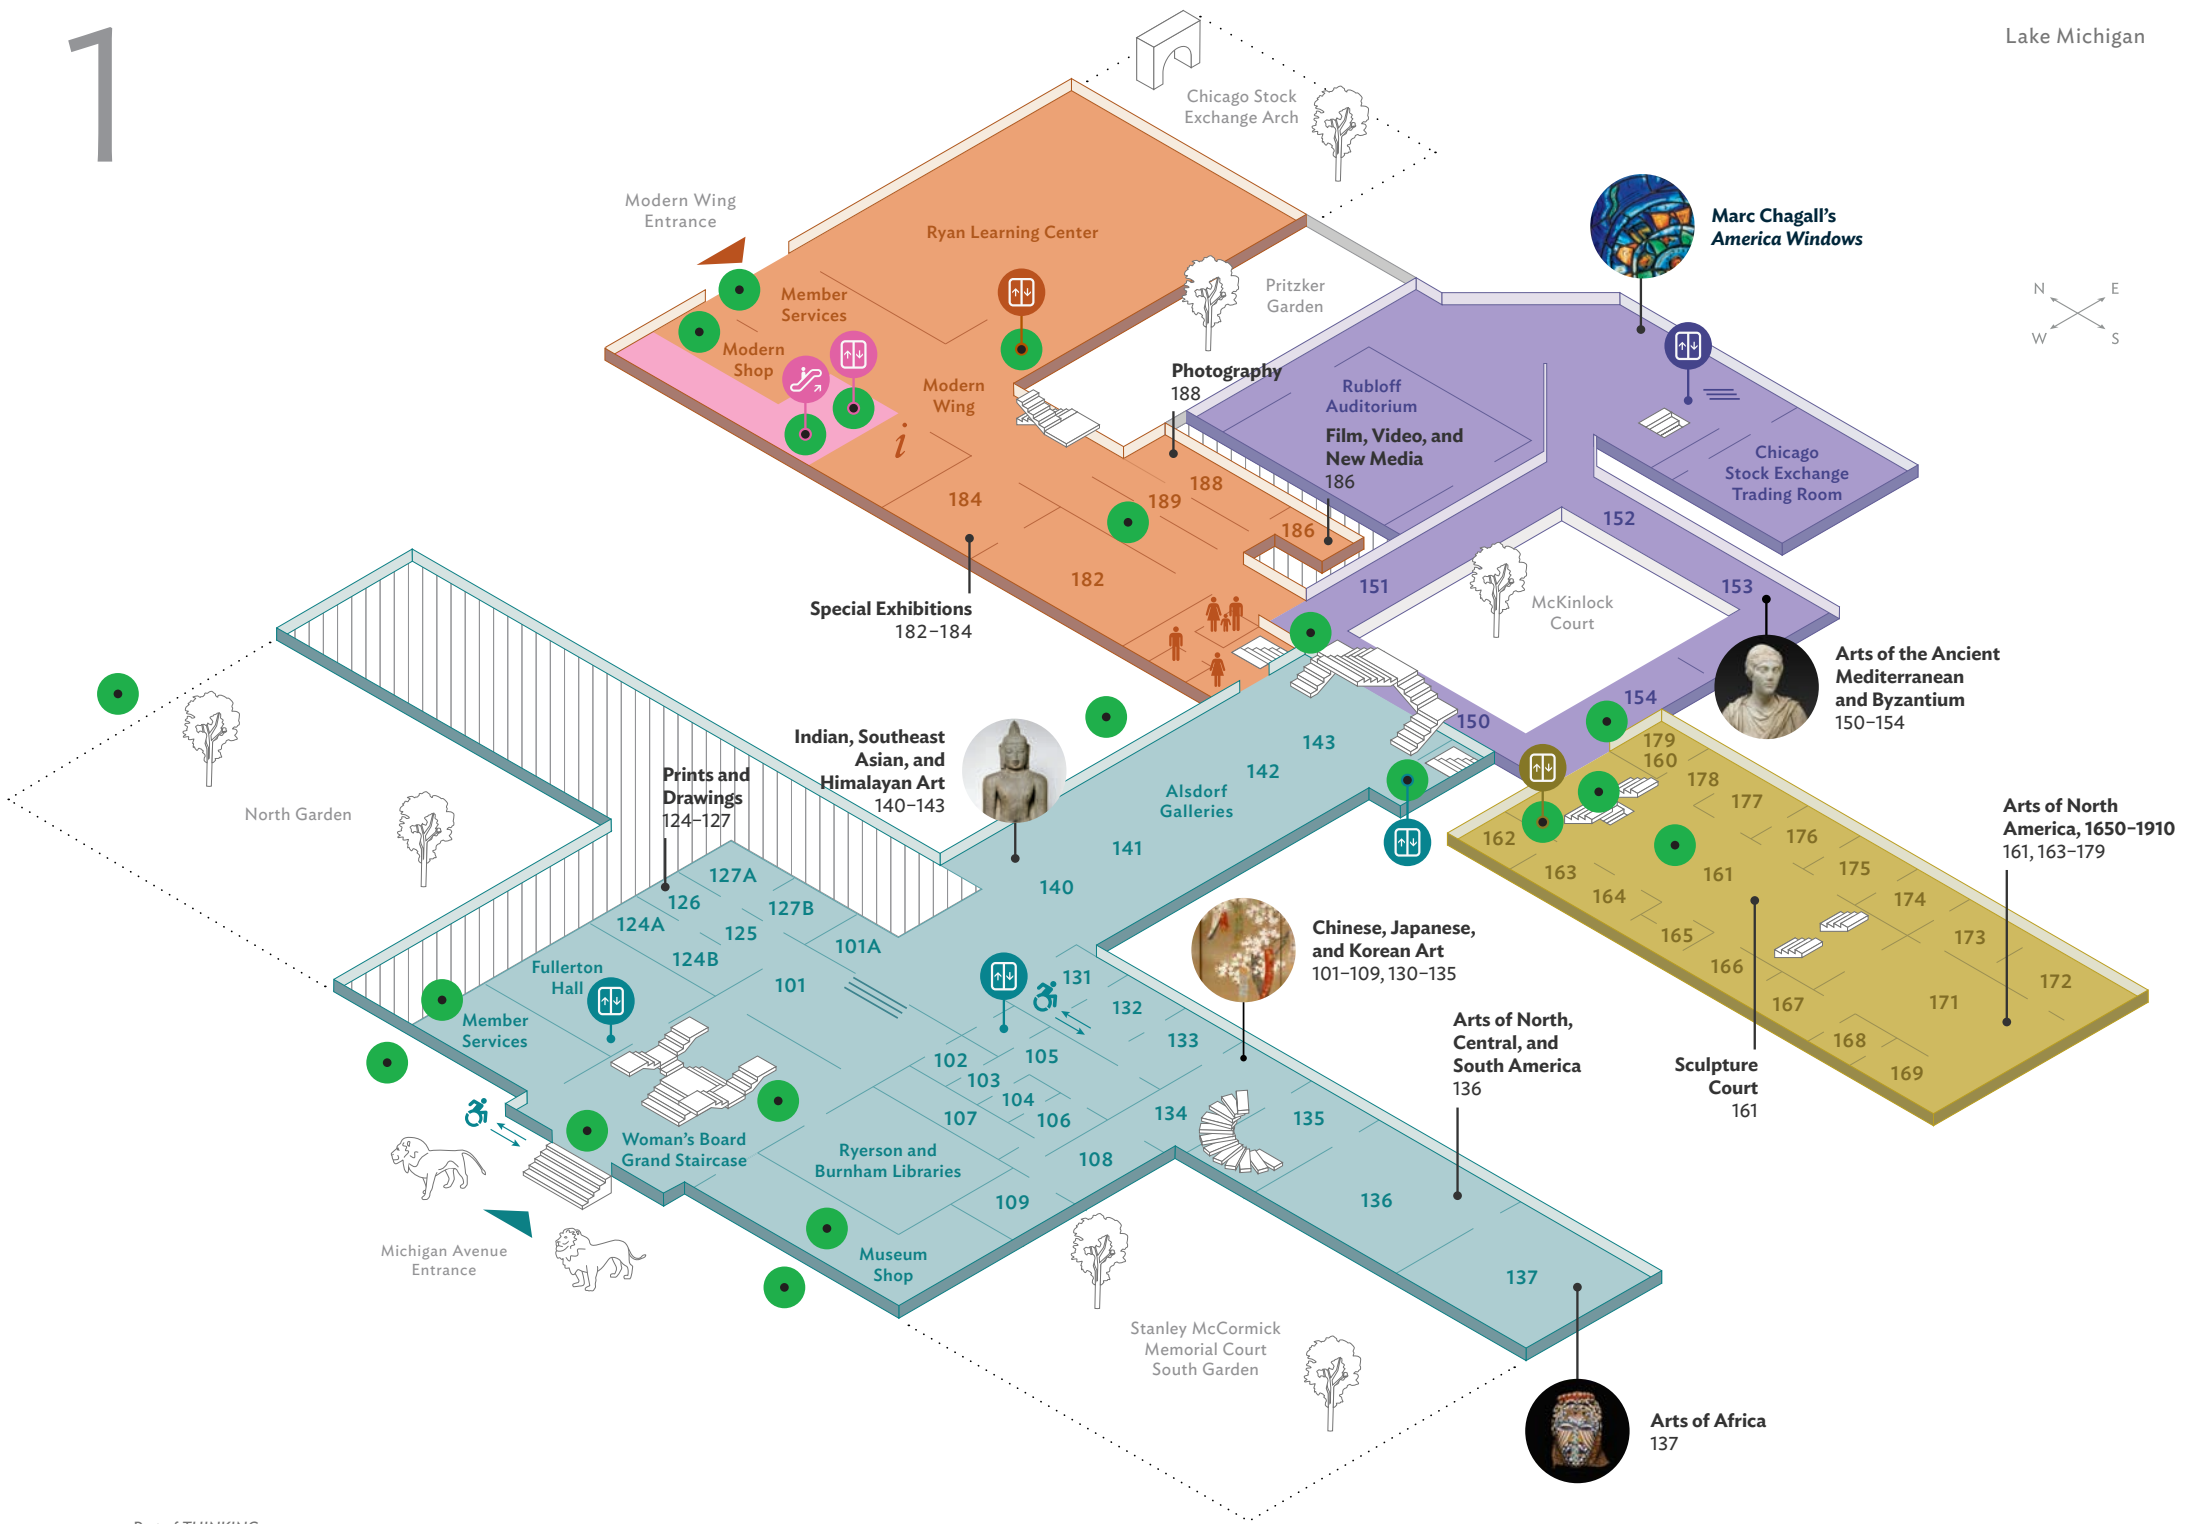 1
Lake Michigan
Chicago Stock
Exchange Arch
Modern Wing
Entrance
Marc Chagall's
America Windows
Ryan Learning Center
N
E
W
S
Member
Services
Pritzker
Garden
Modern
Shop
Modern
Wing
i
Photography
188
Rubloff
Auditorium
Film, Video, and
New Media
186
Chicago
Stock Exchange
Trading Room
184
188
189
186
182
152
151
153
Special Exhibitions
182–184
McKinlock
Court
Arts of the Ancient
Mediterranean
and Byzantium
150–154
154
150
North Garden
Prints and
Drawings
124–127
Indian, Southeast
Asian, and
Himalayan Art
140–143
143
142
Alsdorf
Galleries
141
140
179
160
178
177
176
175
174
173
172
162
163
164
161
165
166
167
168
169
171
Arts of North
America, 1650–1910
161, 163–179
Sculpture
Court
161
127A
126
127B
124A
125
101A
124B
101
Fullerton
Hall
Member
Services
131
132
133
Chinese, Japanese,
and Korean Art
101–109, 130–135
102
105
103
104
107
106
134
135
108
109
Arts of North,
Central, and
South America
136
136
137
Woman's Board
Grand Staircase
Ryerson and
Burnham Libraries
Museum
Shop
Michigan Avenue
Entrance
Stanley McCormick
Memorial Court
South Garden
Arts of Africa
137